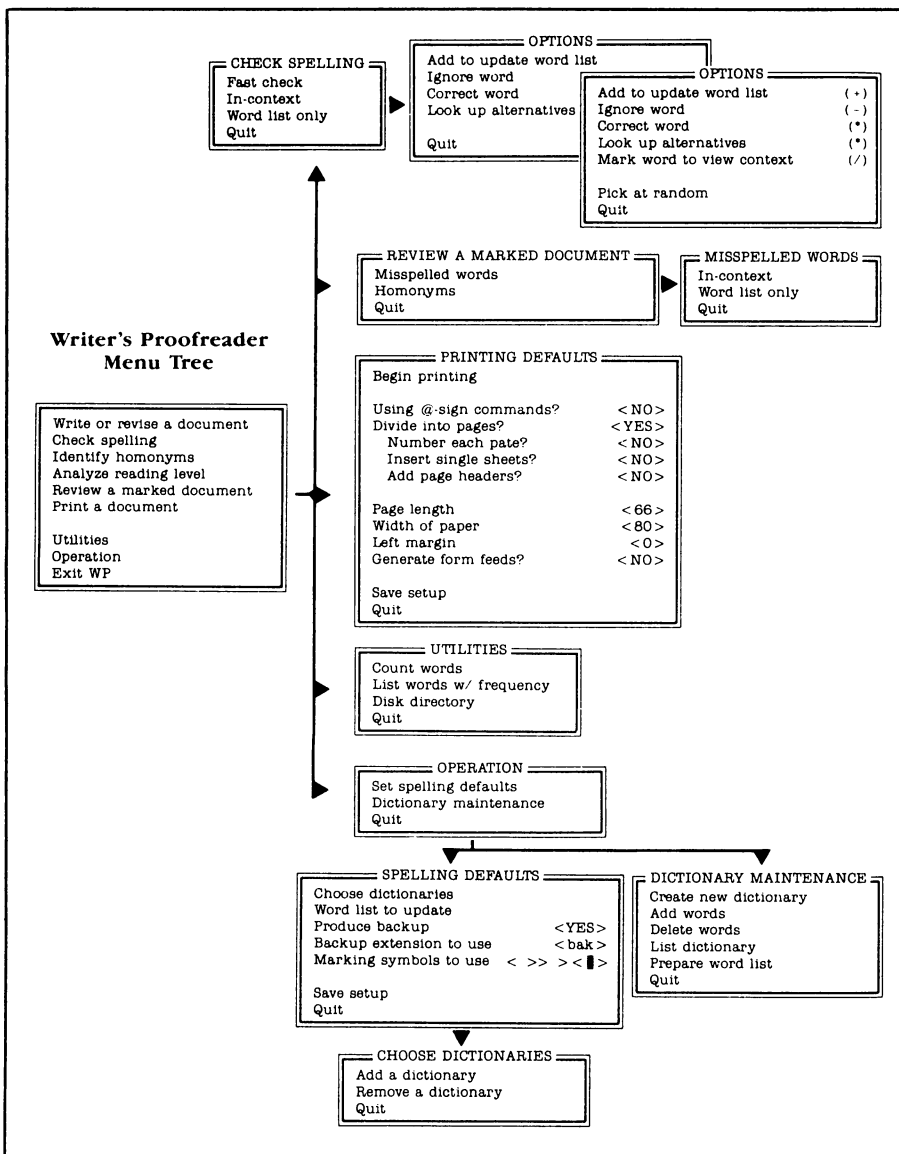 CHECK SPELLING
Fast check
In-context
Word list only
Quit
OPTIONS
Add to update word list
Ignore word
Correct word
Look up alternatives
Quit
OPTIONS
Add to update word list (+)
Ignore word (-)
Correct word (*)
Look up alternatives (*)
Mark word to view context (/)
Pick at random
Quit
REVIEW A MARKED DOCUMENT
Misspelled words
Homonyms
Quit
MISSPELLED WORDS
In-context
Word list only
Quit
Writer's Proofreader
Menu Tree
Write or revise a document
Check spelling
Identify homonyms
Analyze reading level
Review a marked document
Print a document
Utilities
Operation
Exit WP
PRINTING DEFAULTS
Begin printing
Using @-sign commands? <NO>
Divide into pages? <YES>
Number each pate? <NO>
Insert single sheets? <NO>
Add page headers? <NO>
Page length <66>
Width of paper <80>
Left margin <0>
Generate form feeds? <NO>
Save setup
Quit
UTILITIES
Count words
List words w/ frequency
Disk directory
Quit
OPERATION
Set spelling defaults
Dictionary maintenance
Quit
SPELLING DEFAULTS
Choose dictionaries
Word list to update
Produce backup <YES>
Backup extension to use <bak>
Marking symbols to use < >> > <█>
Save setup
Quit
DICTIONARY MAINTENANCE
Create new dictionary
Add words
Delete words
List dictionary
Prepare word list
Quit
CHOOSE DICTIONARIES
Add a dictionary
Remove a dictionary
Quit